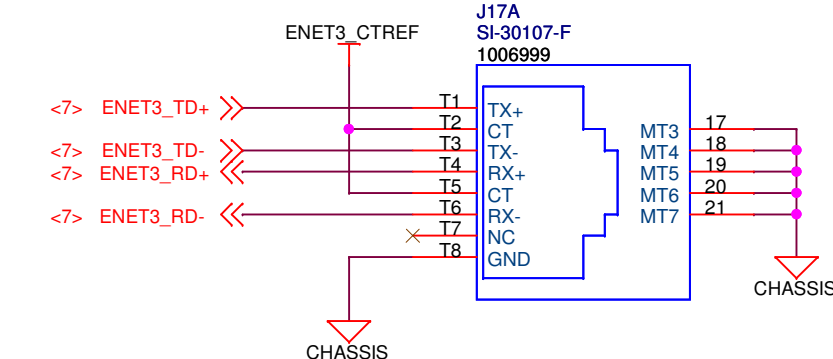 J17A
SI-30107-F
1006999
ENET3_CTREF
<7> ENET3_TD+ T1 TX+
T2 CT MT3 17
<7> ENET3_TD- T3 TX- MT4 18
<7> ENET3_RD+ T4 RX+ MT5 19
T5 CT MT6 20
<7> ENET3_RD- T6 RX- MT7 21
T7 NC
T8 GND
CHASSIS
CHASSIS